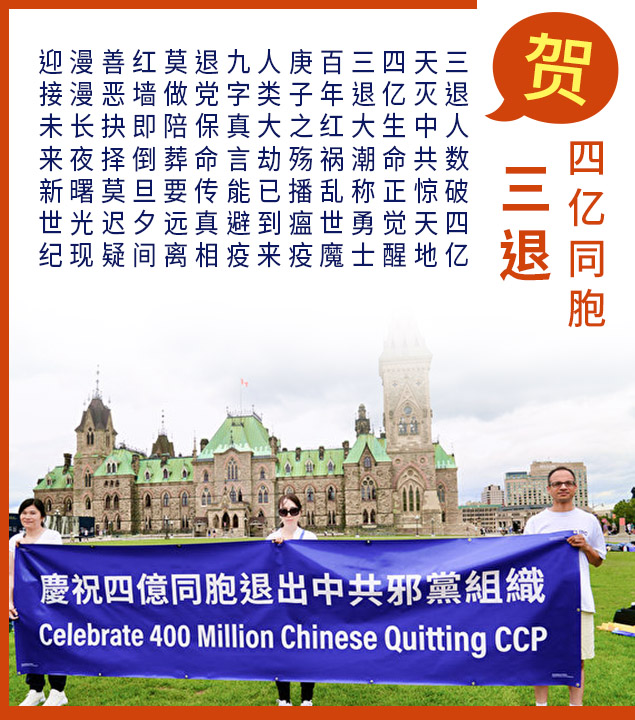 贺
四亿同胞
三退
三退人数破四亿
天灭中共惊天地
四亿生命正觉醒
三退大潮称勇士
百年红祸乱世魔
庚子之殇播瘟疫
人类大劫已到来
九字真言能避疫
退党保命传真相
莫做陪葬要远离
红墙即倒旦夕间
善恶抉择莫迟疑
漫漫长夜曙光现
迎接未来新世纪
慶祝四億同胞退出中共邪黨組織
Celebrate 400 Million Chinese Quitting CCP